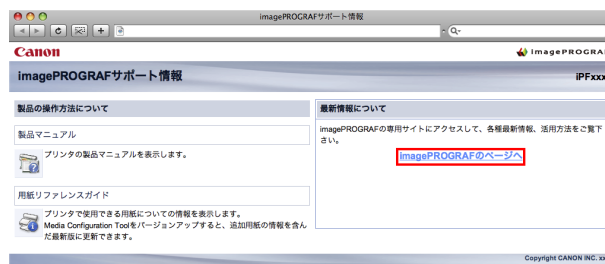 imagePROGRAFサポート情報
Canon
imagePROGRA
imagePROGRAFサポート情報
iPFxxx
製品の操作方法について
製品マニュアル
プリンタの製品マニュアルを表示します。
用紙リファレンスガイド
プリンタで使用できる用紙についての情報を表示します。
Media Configuration Toolをバージョンアップすると、追加用紙の情報を含ん
だ最新版に更新できます。
最新情報について
imagePROGRAFの専用サイトにアクセスして、各種最新情報、活用方法をご覧下
さい。
imagePROGRAFのページへ
Copyright CANON INC. xx